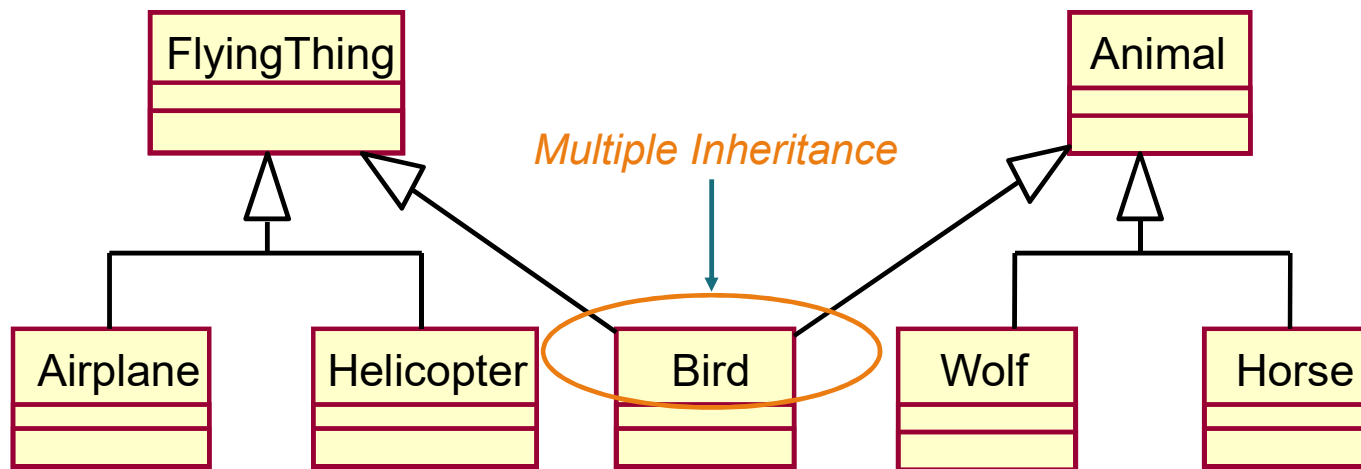 FlyingThing
Animal
Multiple Inheritance
Airplane
Helicopter
Bird
Wolf
Horse